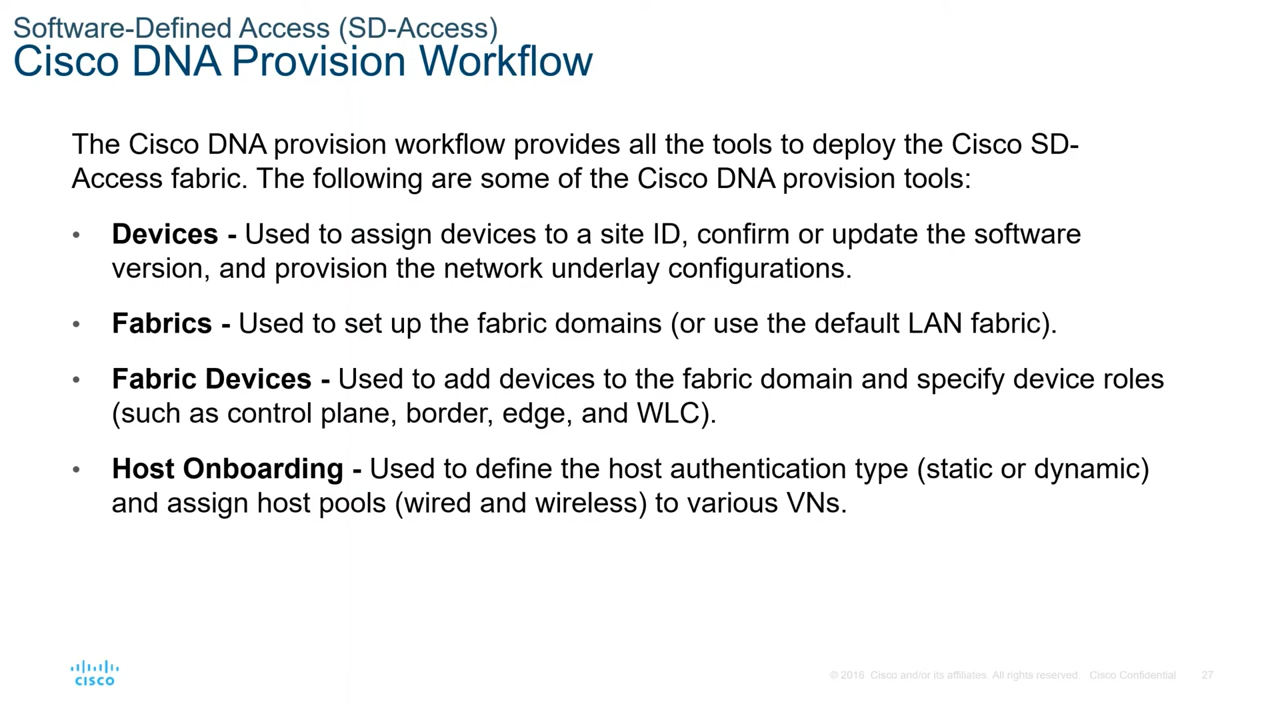 Software-Defined Access (SD-Access)
Cisco DNA Provision Workflow
The Cisco DNA provision workflow provides all the tools to deploy the Cisco SD-
Access fabric. The following are some of the Cisco DNA provision tools:
• Devices - Used to assign devices to a site ID, confirm or update the software
version, and provision the network underlay configurations.
• Fabrics - Used to set up the fabric domains (or use the default LAN fabric).
• Fabric Devices - Used to add devices to the fabric domain and specify device roles
(such as control plane, border, edge, and WLC).
• Host Onboarding - Used to define the host authentication type (static or dynamic)
and assign host pools (wired and wireless) to various VNs.
CISCO
© 2016 Cisco and/or its affiliates. All rights reserved. Cisco Confidential 27